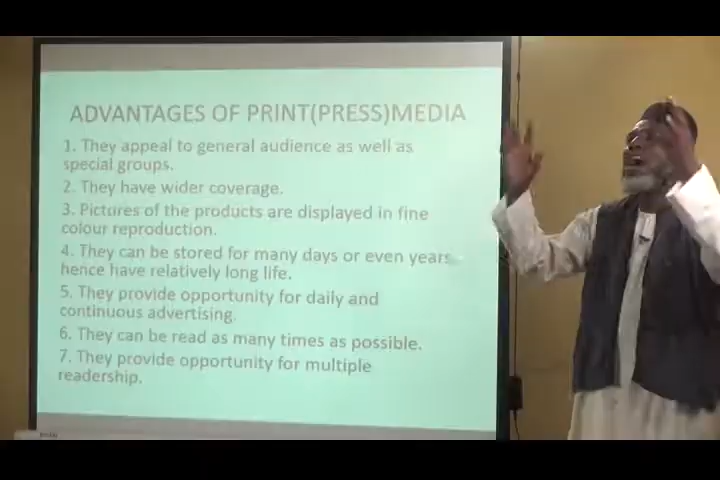 ADVANTAGES OF PRINT(PRESS)MEDIA
1. They appeal to general audience as well as
special groups.
2. They have wider coverage.
3. Pictures of the products are displayed in fine
colour reproduction.
4. They can be stored for many days or even years
hence have relatively long life.
5. They provide opportunity for daily and
continuous advertising.
6. They can be read as many times as possible.
7. They provide opportunity for multiple
readership.